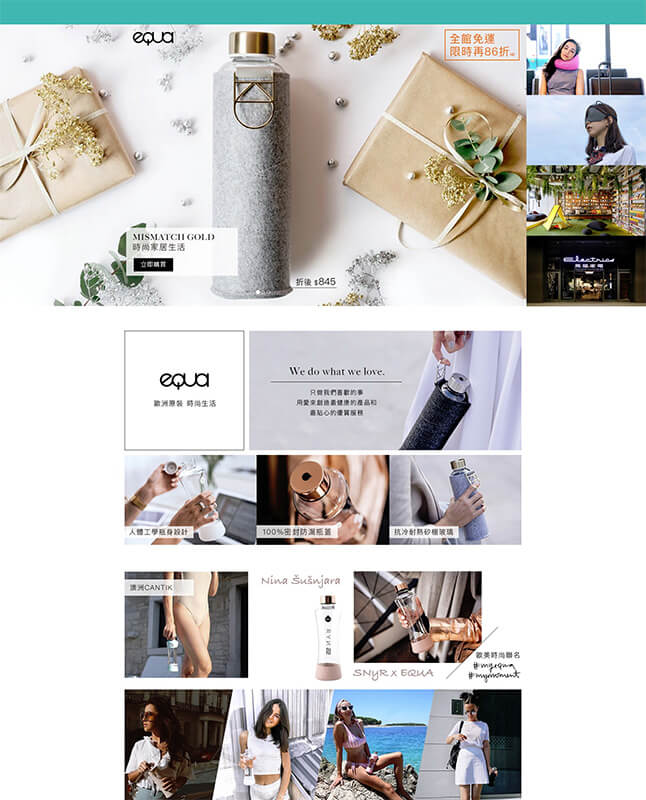 equa
全館免運
限時再86折
MISMATCH GOLD
時尚家居生活
立即購買
折後 $845
Electrics
equa
歐洲原裝 時尚生活
We do what we love.
只做我們喜歡的事
用愛來創造最健康的產品和
最貼心的優質服務
人體工學瓶身設計
100%密封防漏瓶蓋
抗冷耐熱矽硼玻璃
澳洲CANTIK
Nina Šušnjara
SNyR x EQUA
歐美時尚聯名
#myequa
#mymoment